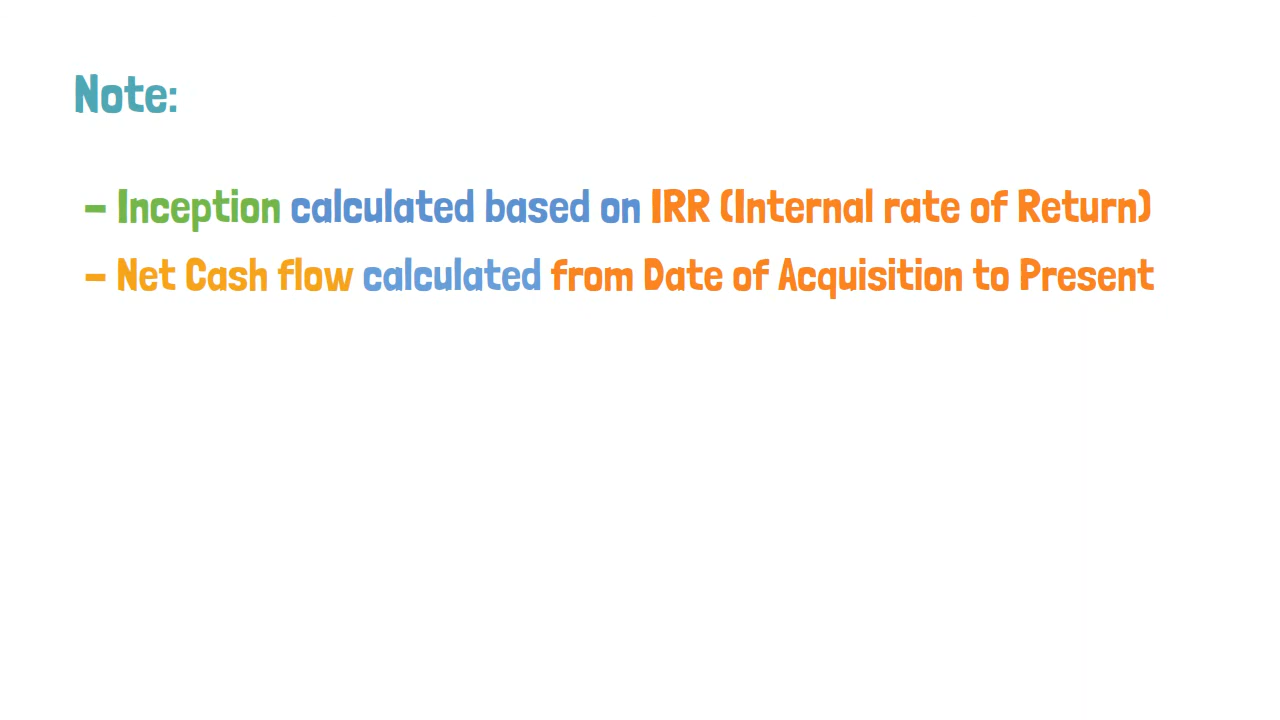 Note:
- Inception calculated based on IRR (Internal rate of Return)
- Net Cash flow calculated from Date of Acquisition to Present